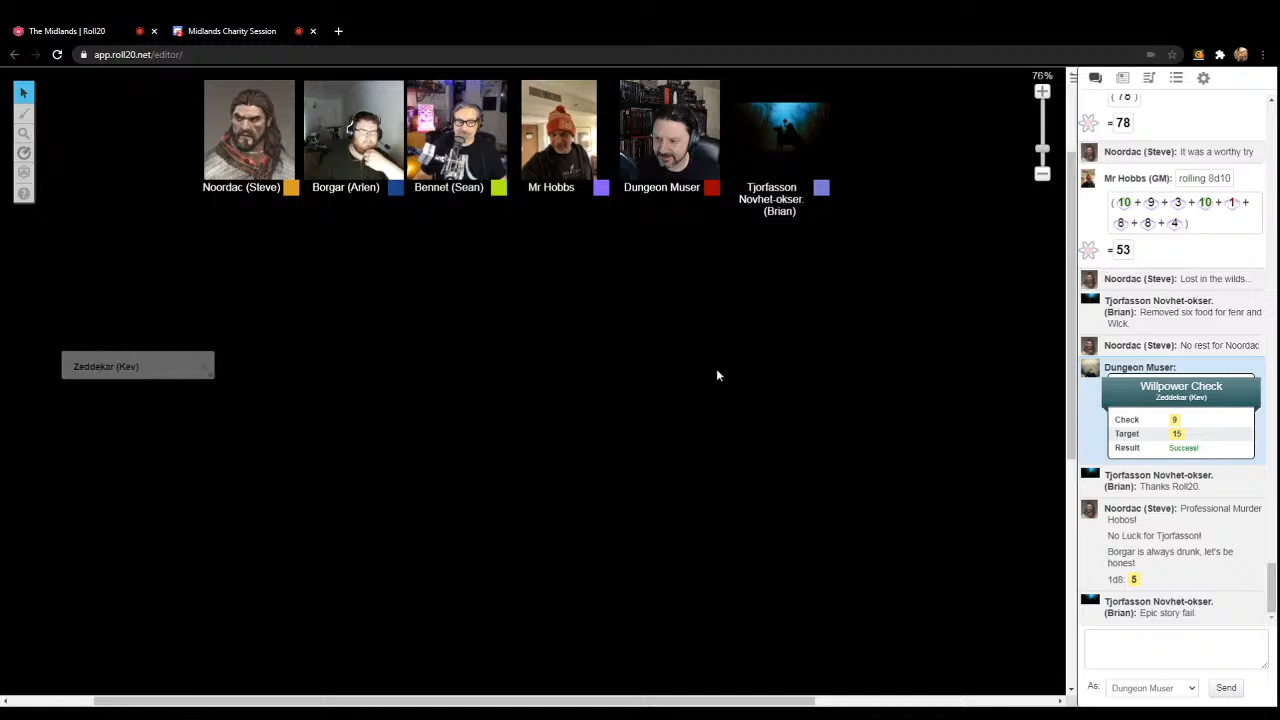 The Midlands | Roll20
Midlands Charity Session
app.roll20.net/editor/
76%
Noordac (Steve)
Borgar (Arlen)
Bennet (Sean)
Mr Hobbs
Dungeon Muser
Tjorfasson
Novhet-okser.
(Brian)
Zeddekar (Kev)
( 78 )
= 78
Noordac (Steve): It was a worthy try
Mr Hobbs (GM): rolling 8d10
( 10 + 9 + 3 + 10 + 1 +
8 + 8 + 4 )
= 53
Noordac (Steve): Lost in the wilds...
Tjorfasson Novhet-okser.
(Brian): Removed six food for fenr and
Wick.
Noordac (Steve): No rest for Noordac
Dungeon Muser:
Willpower Check
Zeddekar (Kev)
Check 9
Target 15
Result Success!
Tjorfasson Novhet-okser.
(Brian): Thanks Roll20.
Noordac (Steve): Professional Murder
Hobos!
No Luck for Tjorfasson!
Borgar is always drunk, let's be
honest
1d8: 5
Tjorfasson Novhet-okser.
(Brian): Epic story fail.
As: Dungeon Muser Send